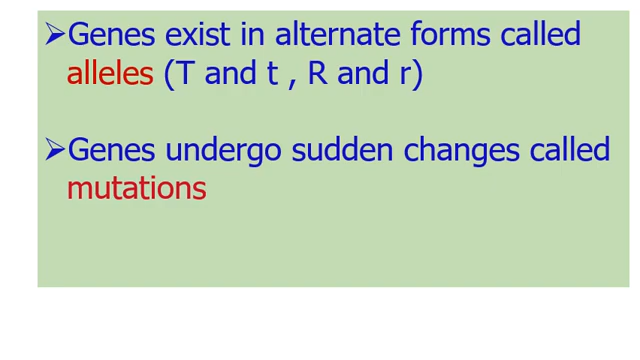 ➢Genes exist in alternate forms called
alleles (T and t , R and r)
➢Genes undergo sudden changes called
mutations